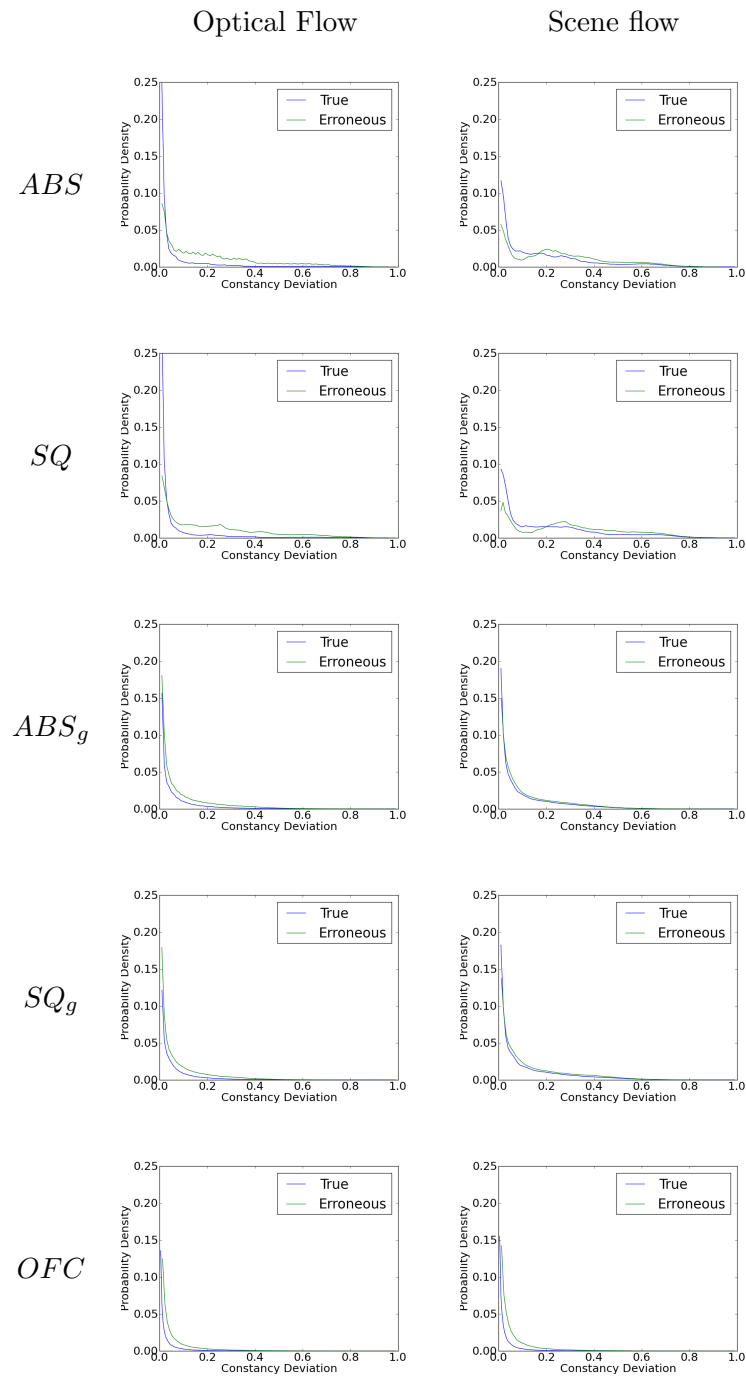 Optical Flow Scene flow
ABS
0.25
0.20
0.15
0.10
0.05
0.00
Probability Density
True
Erroneous
0.0 0.2 0.4 0.6 0.8 1.0
Constancy Deviation
0.25
0.20
0.15
0.10
0.05
0.00
Probability Density
True
Erroneous
0.0 0.2 0.4 0.6 0.8 1.0
Constancy Deviation
SQ
0.25
0.20
0.15
0.10
0.05
0.00
Probability Density
True
Erroneous
0.0 0.2 0.4 0.6 0.8 1.0
Constancy Deviation
0.25
0.20
0.15
0.10
0.05
0.00
Probability Density
True
Erroneous
0.0 0.2 0.4 0.6 0.8 1.0
Constancy Deviation
ABS_g
0.25
0.20
0.15
0.10
0.05
0.00
Probability Density
True
Erroneous
0.0 0.2 0.4 0.6 0.8 1.0
Constancy Deviation
0.25
0.20
0.15
0.10
0.05
0.00
Probability Density
True
Erroneous
0.0 0.2 0.4 0.6 0.8 1.0
Constancy Deviation
SQ_g
0.25
0.20
0.15
0.10
0.05
0.00
Probability Density
True
Erroneous
0.0 0.2 0.4 0.6 0.8 1.0
Constancy Deviation
0.25
0.20
0.15
0.10
0.05
0.00
Probability Density
True
Erroneous
0.0 0.2 0.4 0.6 0.8 1.0
Constancy Deviation
OFC
0.25
0.20
0.15
0.10
0.05
0.00
Probability Density
True
Erroneous
0.0 0.2 0.4 0.6 0.8 1.0
Constancy Deviation
0.25
0.20
0.15
0.10
0.05
0.00
Probability Density
True
Erroneous
0.0 0.2 0.4 0.6 0.8 1.0
Constancy Deviation